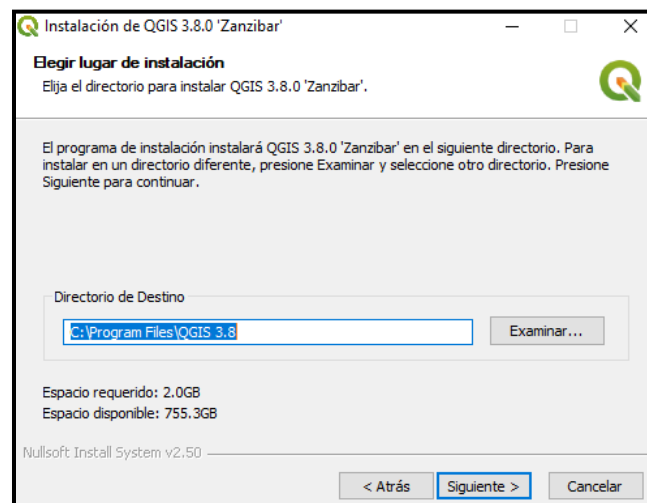 Instalación de QGIS 3.8.0 'Zanzibar'
Elegir lugar de instalación
Elija el directorio para instalar QGIS 3.8.0 'Zanzibar'.
El programa de instalación instalará QGIS 3.8.0 'Zanzibar' en el siguiente directorio. Para
instalar en un directorio diferente, presione Examinar y seleccione otro directorio. Presione
Siguiente para continuar.
Directorio de Destino
C:\Program Files\QGIS 3.8
Examinar...
Espacio requerido: 2.0GB
Espacio disponible: 755.3GB
Nullsoft Install System v2.50
< Atrás
Siguiente >
Cancelar